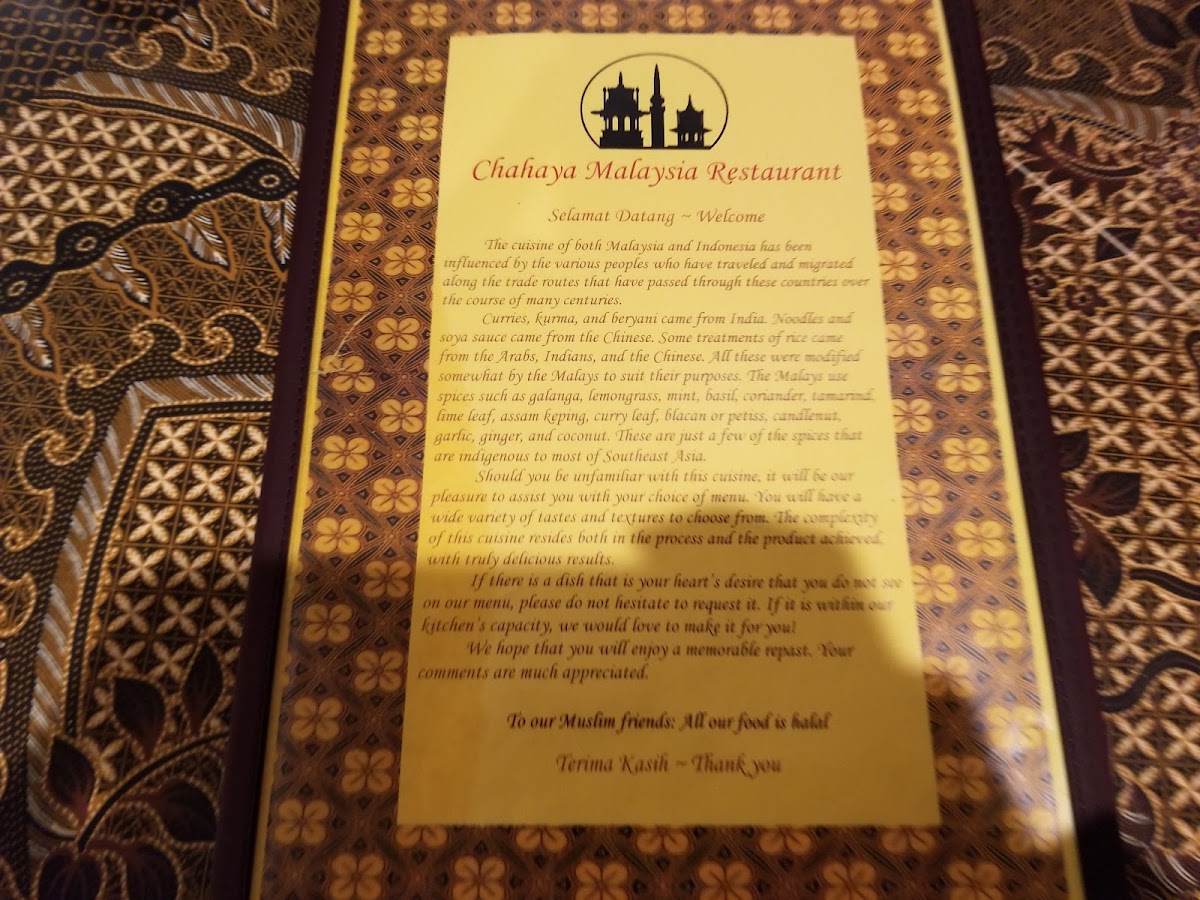 Chahaya Malaysia Restaurant
Selamat Datang ~ Welcome
The cuisine of both Malaysia and Indonesia has been
influenced by the various peoples who have traveled and migrated
along the trade routes that have passed through these countries over
the course of many centuries.
Curries, kurma, and beryani came from India. Noodles and
soya sauce came from the Chinese. Some treatments of rice came
from the Arabs, Indians, and the Chinese. All these were modified
somewhat by the Malays to suit their purposes. The Malays use
spices such as galanga, lemongrass, mint, basil, coriander, tamarind,
lime leaf, assam keping, curry leaf, blacan or petiss, candlenut,
garlic, ginger, and coconut. These are just a few of the spices that
are indigenous to most of Southeast Asia.
Should you be unfamiliar with this cuisine, it will be our
pleasure to assist you with your choice of menu. You will have a
wide variety of tastes and textures to choose from. The complexity
of this cuisine resides both in the process and the product achieved,
with truly delicious results.
If there is a dish that is your heart's desire that you do not see
on our menu, please do not hesitate to request it. If it is within our
kitchen's capacity, we would love to make it for you!
We hope that you will enjoy a memorable repast. Your
comments are much appreciated.
To our Muslim friends: All our food is halal
Terima Kasih ~ Thank you